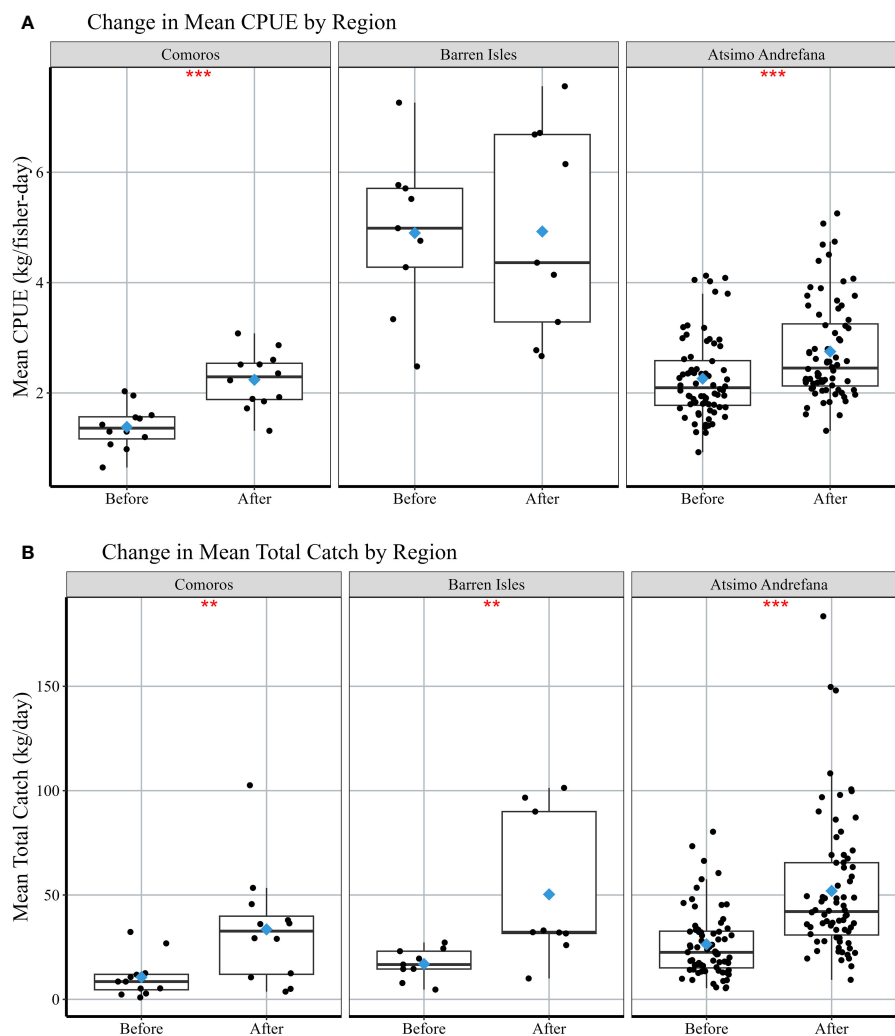 A Change in Mean CPUE by Region
Comoros Barren Isles Atsimo Andrefana
*** ***
Mean CPUE (kg/fisher-day)
6
4
2
Before After Before After Before After
B Change in Mean Total Catch by Region
Comoros Barren Isles Atsimo Andrefana
** ** ***
Mean Total Catch (kg/day)
150
100
50
0
Before After Before After Before After